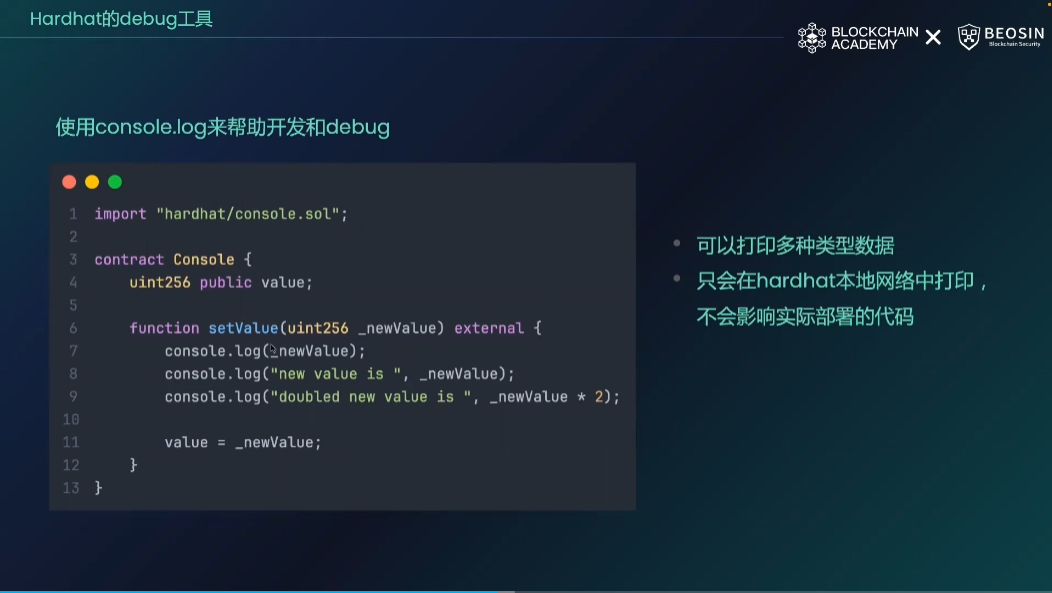 Hardhat的debug工具
BLOCKCHAIN
ACADEMY
BEOSIN
Blockchain Security
使用console.log来帮助开发和debug
1 import "hardhat/console.sol";
2
3 contract Console {
4 uint256 public value;
5
6 function setValue(uint256 _newValue) external {
7 console.log(_newValue);
8 console.log("new value is ", _newValue);
9 console.log("doubled new value is ", _newValue * 2);
10
11 value = _newValue;
12 }
13 }
可以打印多种类型数据
只会在hardhat本地网络中打印，
不会影响实际部署的代码